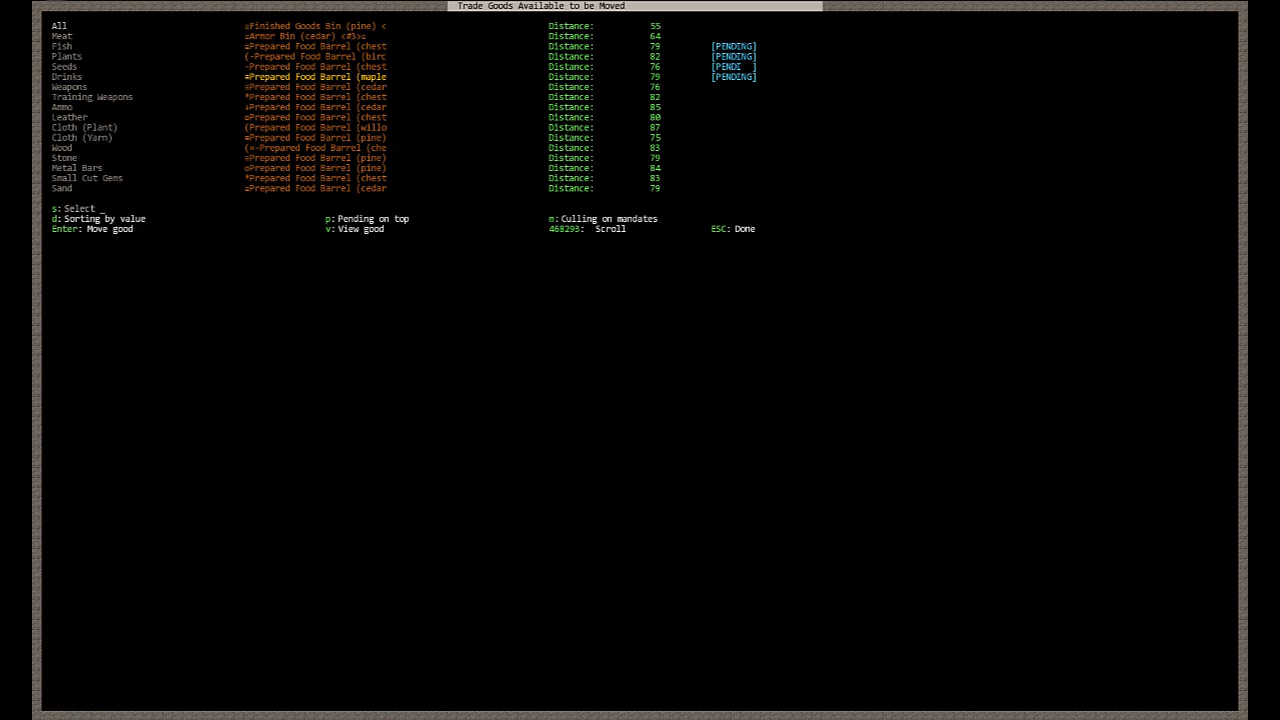 Trade Goods Available to be Moved
All ≡Finished Goods Bin (pine) < Distance: 55
Meat ≡Armor Bin (cedar) <#3>≡ Distance: 64
Fish ≡Prepared Food Barrel (chest Distance: 79 [PENDING]
Plants (-Prepared Food Barrel (birc Distance: 82 [PENDING]
Seeds -Prepared Food Barrel (chest Distance: 76 [PENDI ]
Drinks ≡Prepared Food Barrel (maple Distance: 79 [PENDING]
Weapons ≡Prepared Food Barrel (cedar Distance: 76
Training Weapons *Prepared Food Barrel (chest Distance: 82
Ammo +Prepared Food Barrel (cedar Distance: 85
Leather ☼Prepared Food Barrel (chest Distance: 80
Cloth (Plant) (Prepared Food Barrel (willo Distance: 87
Cloth (Yarn) ≡Prepared Food Barrel (pine) Distance: 75
Wood («-Prepared Food Barrel (che Distance: 83
Stone ≡Prepared Food Barrel (pine) Distance: 79
Metal Bars ☼Prepared Food Barrel (pine) Distance: 84
Small Cut Gems *Prepared Food Barrel (chest Distance: 83
Sand ≡Prepared Food Barrel (cedar Distance: 79
s: Select _
d: Sorting by value p: Pending on top m: Culling on mandates
Enter: Move good v: View good 468293: Scroll ESC: Done